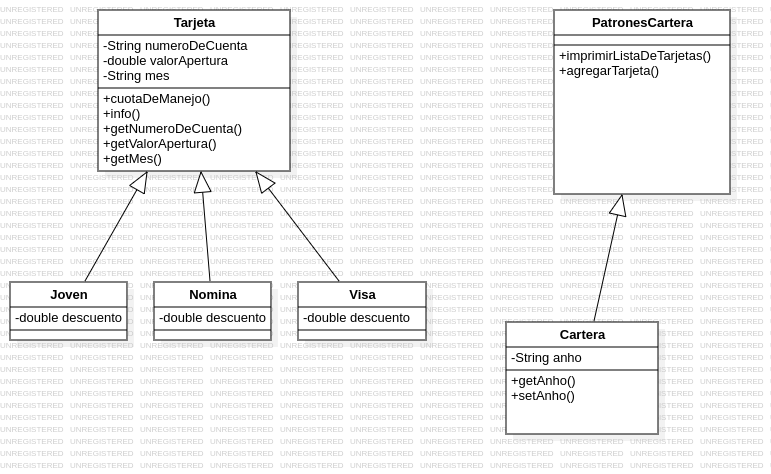 Tarjeta
-String numeroDeCuenta
-double valorApertura
-String mes
+cuotaDeManejo()
+info()
+getNumeroDeCuenta()
+getValorApertura()
+getMes()
PatronesCartera
+imprimirListaDeTarjetas()
+agregarTarjeta()
Joven
-double descuento
Nomina
-double descuento
Visa
-double descuento
Cartera
-String anho
+getAnho()
+setAnho()
UNREGISTERED